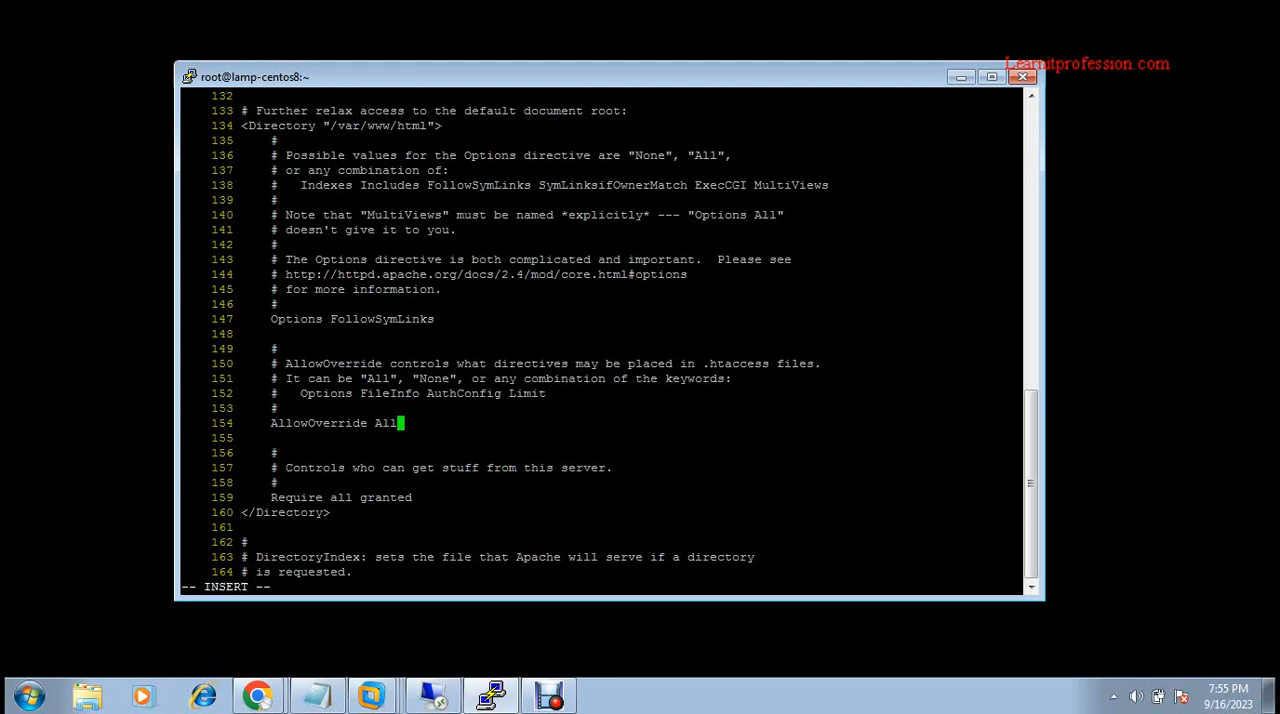 Learnitprofession.com
root@lamp-centos8:~
132
133 # Further relax access to the default document root:
134 <Directory "/var/www/html">
135     #
136     # Possible values for the Options directive are "None", "All",
137     # or any combination of:
138     #   Indexes Includes FollowSymLinks SymLinksifOwnerMatch ExecCGI MultiViews
139     #
140     # Note that "MultiViews" must be named *explicitly* --- "Options All"
141     # doesn't give it to you.
142     #
143     # The Options directive is both complicated and important.  Please see
144     # http://httpd.apache.org/docs/2.4/mod/core.html#options
145     # for more information.
146     #
147     Options FollowSymLinks
148
149     #
150     # AllowOverride controls what directives may be placed in .htaccess files.
151     # It can be "All", "None", or any combination of the keywords:
152     #   Options FileInfo AuthConfig Limit
153     #
154     AllowOverride All
155
156     #
157     # Controls who can get stuff from this server.
158     #
159     Require all granted
160 </Directory>
161
162 #
163 # DirectoryIndex: sets the file that Apache will serve if a directory
164 # is requested.
-- INSERT --
7:55 PM
9/16/2023